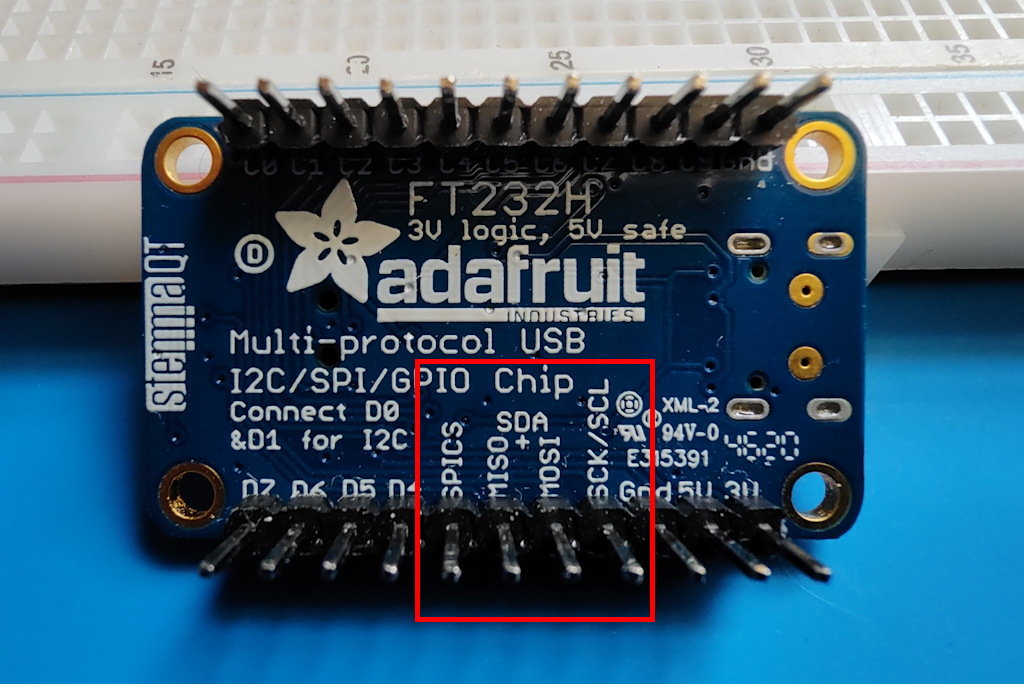 15 20 25 30 35
C0 C1 C2 C3 C4 C5 C6 C7 C8 C9 Gnd
FT232H
3V logic, 5V safe
D
adafruit
INDUSTRIES
stemmaQT
Multi-protocol USB
I2C/SPI/GPIO Chip
Connect D0
&D1 for I2C
SPICS
MISO
SDA
+
MOSI
SCK/SCL
XML-2
94V-0
E315391
4620
D7 D6 D5 D4 Gnd 5V 3V